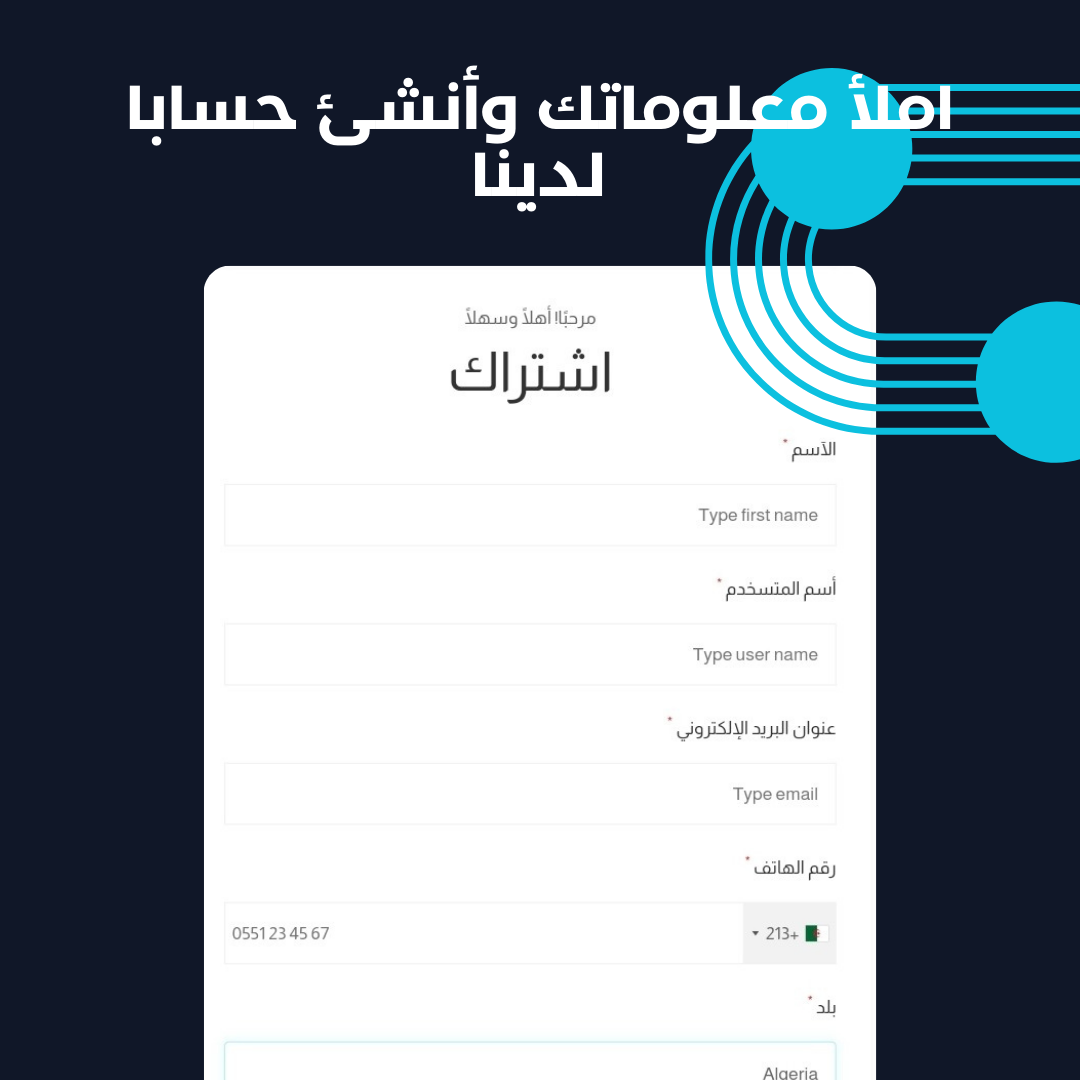 املأ معلوماتك وأنشئ حسابا
لدينا
مرحبًا! أهلاً وسهلاً
اشتراك
الآسم *
Type first name
أسم المتسخدم *
Type user name
عنوان البريد الإلكتروني *
Type email
رقم الهاتف *
+213
0551 23 45 67
بلد *
Algeria